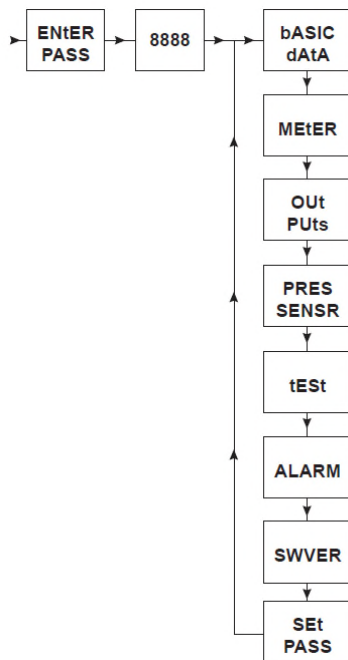 ENtER
PASS
8888
bASIC
dAtA
MEtER
OUt
PUts
PRES
SENSR
tESt
ALARM
SWVER
SEt
PASS